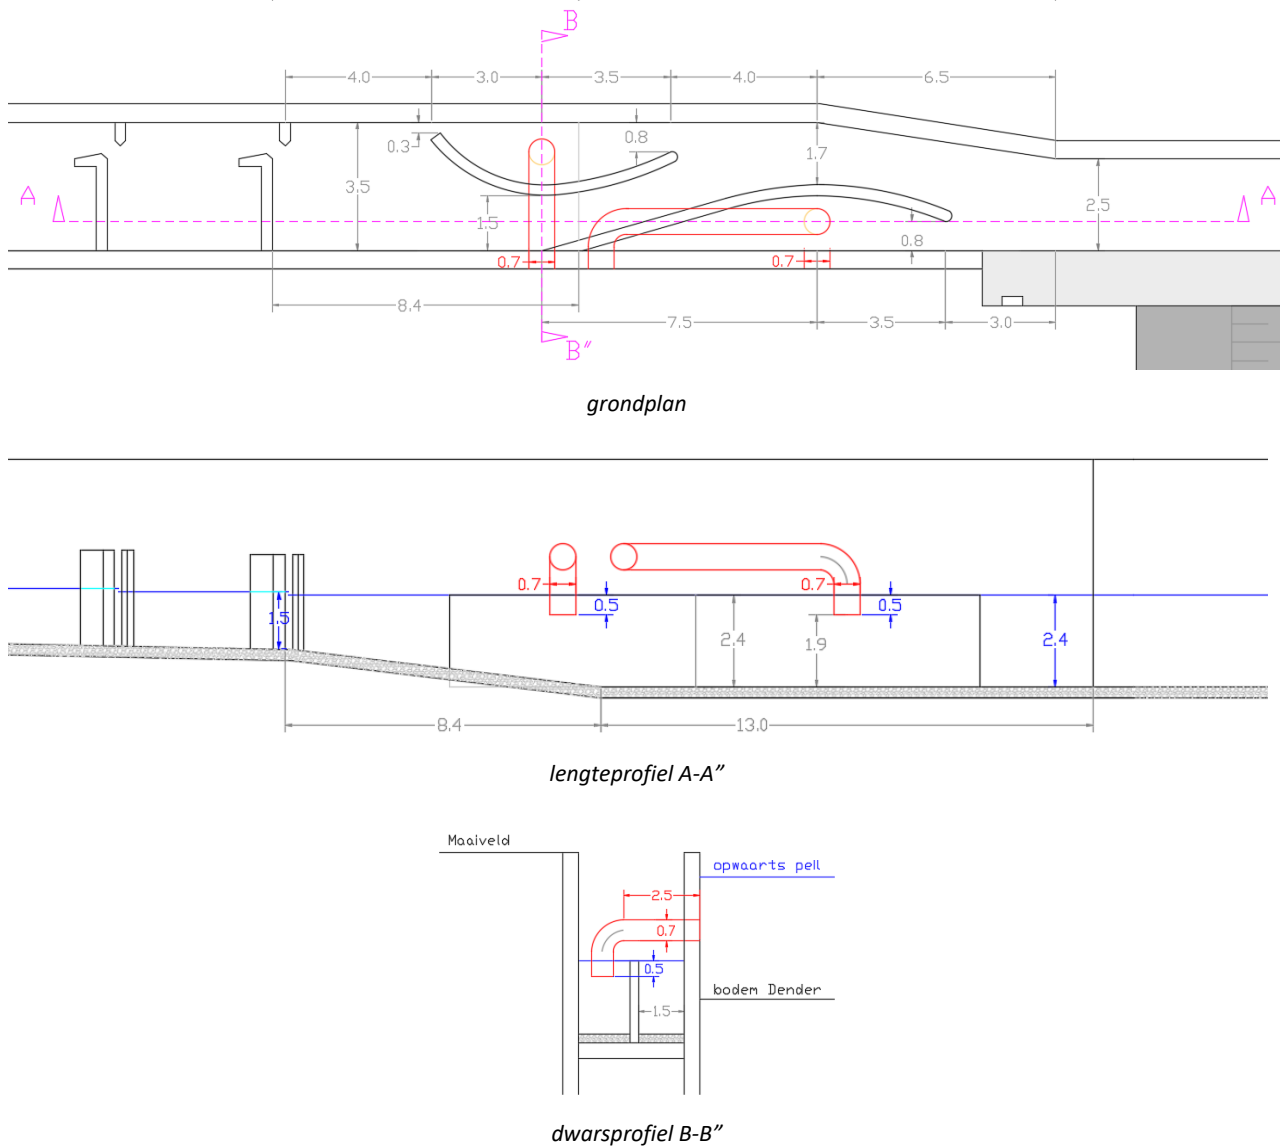 B
4.0 3.0 3.5 4.0 6.5
0.3
0.8
1.7
3.5
A
A
1.5
2.5
0.8
0.7
0.7
8.4
7.5 3.5 3.0
B"
grondplan
0.7
0.5
0.7
0.5
1.5
2.4
1.9
2.4
8.4 13.0
lengteprofiel A-A”
Maaiveld
opwaarts pell
2.5
0.7
0.5
bodem Dender
1.5
dwarsprofiel B-B”